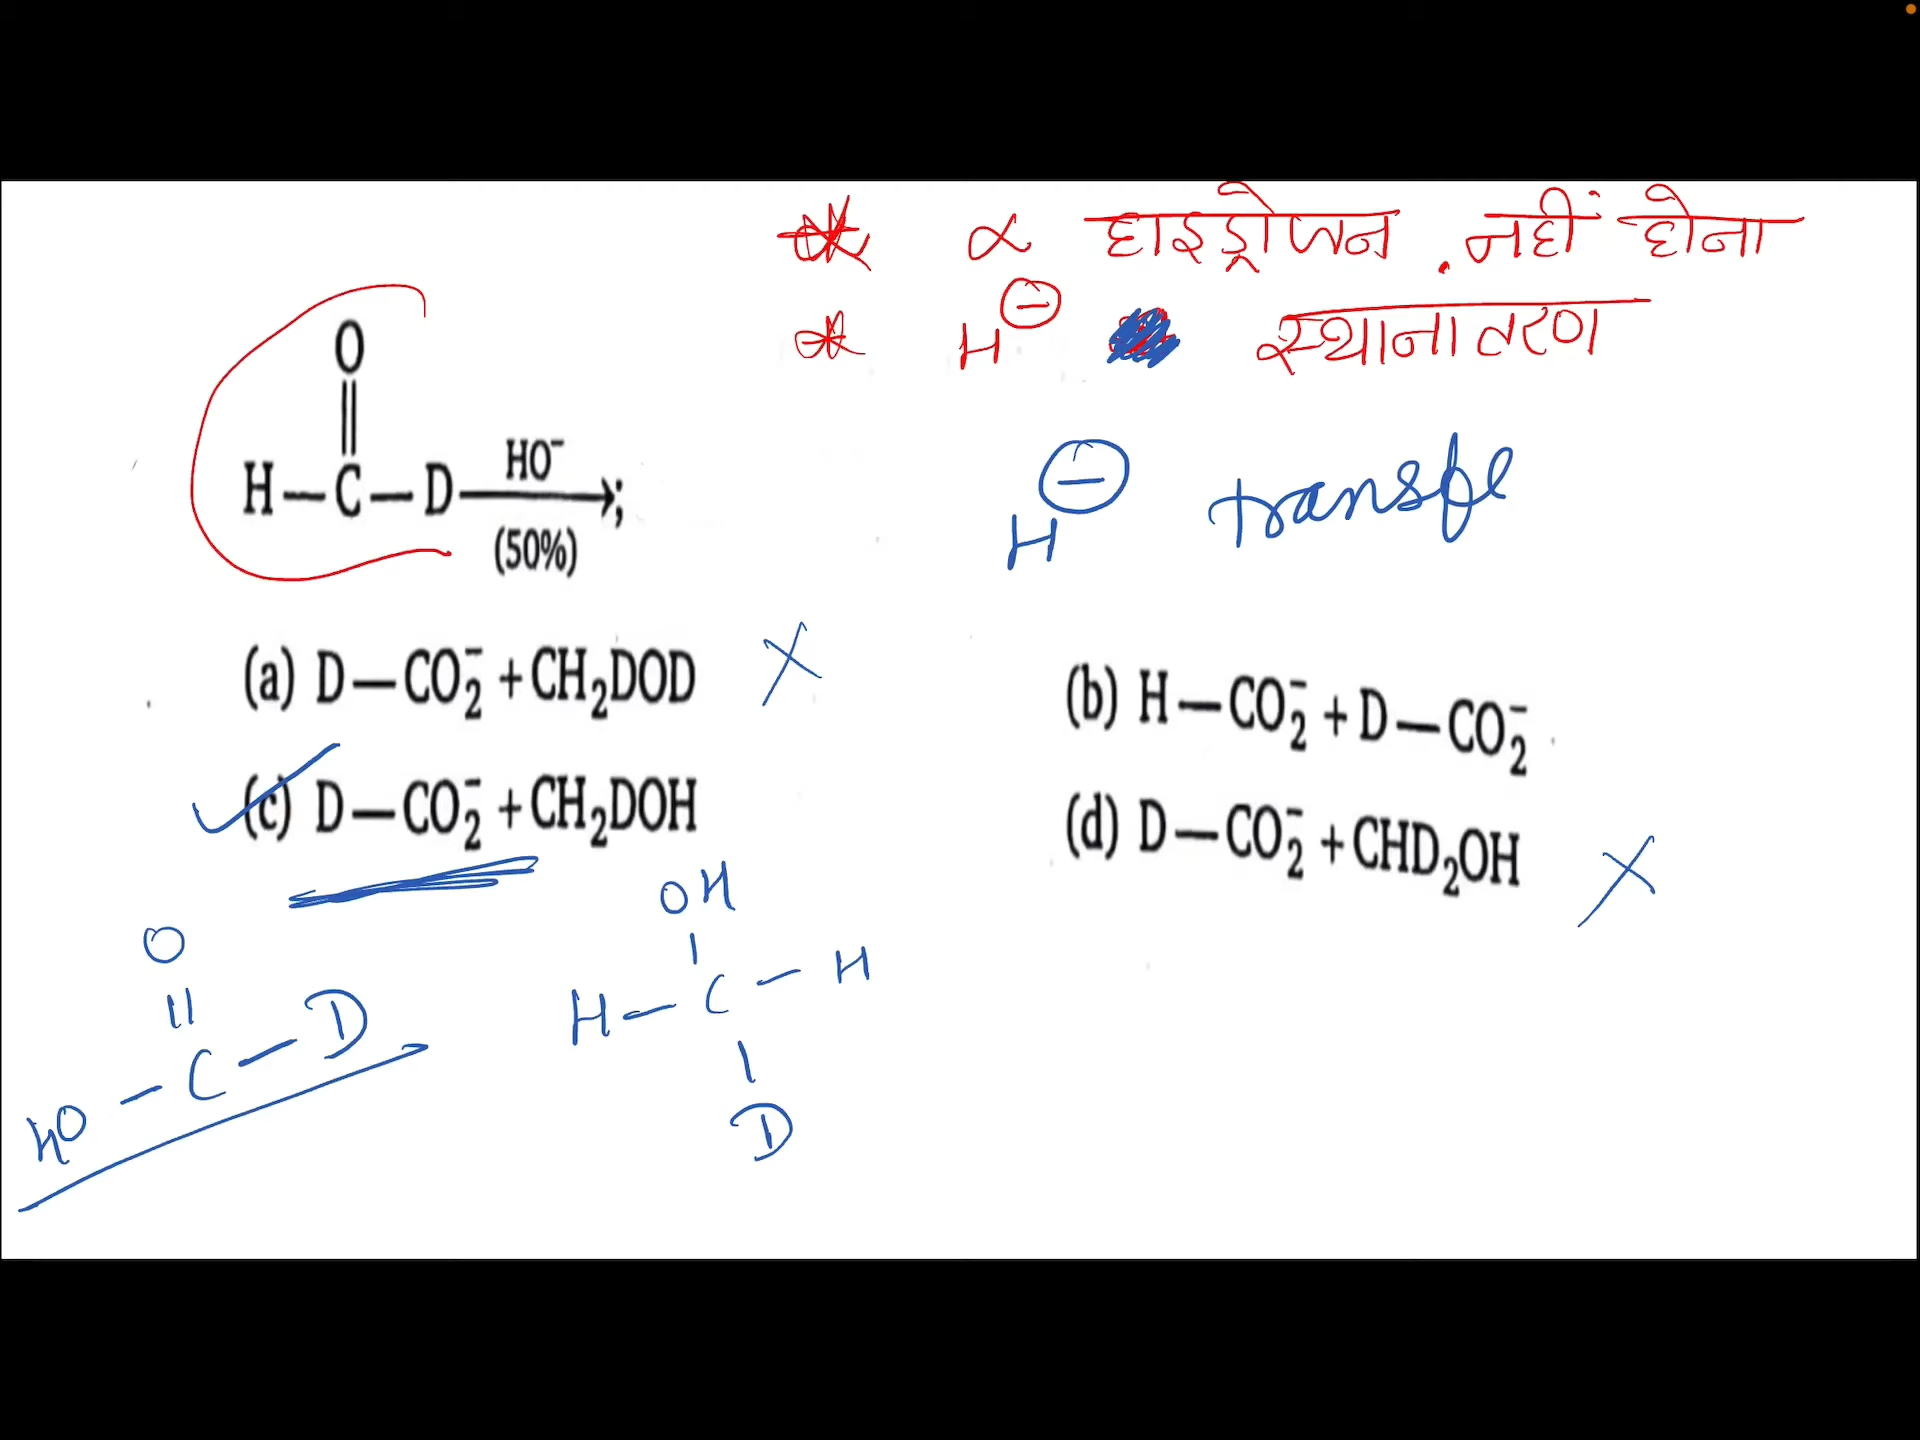 α हाइड्रोजन . नहीं होना
H⊖ स्थानातरण
O
||
H—C—D HO⁻ (50%) →;
H⊖ transfe
(a) D—CO₂⁻ + CH₂DOD X
(b) H—CO₂⁻ + D—CO₂⁻
(c) D—CO₂⁻ + CH₂DOH
(d) D—CO₂⁻ + CHD₂OH X
O
||
HO—C—D
OH
|
H—C—H
|
D